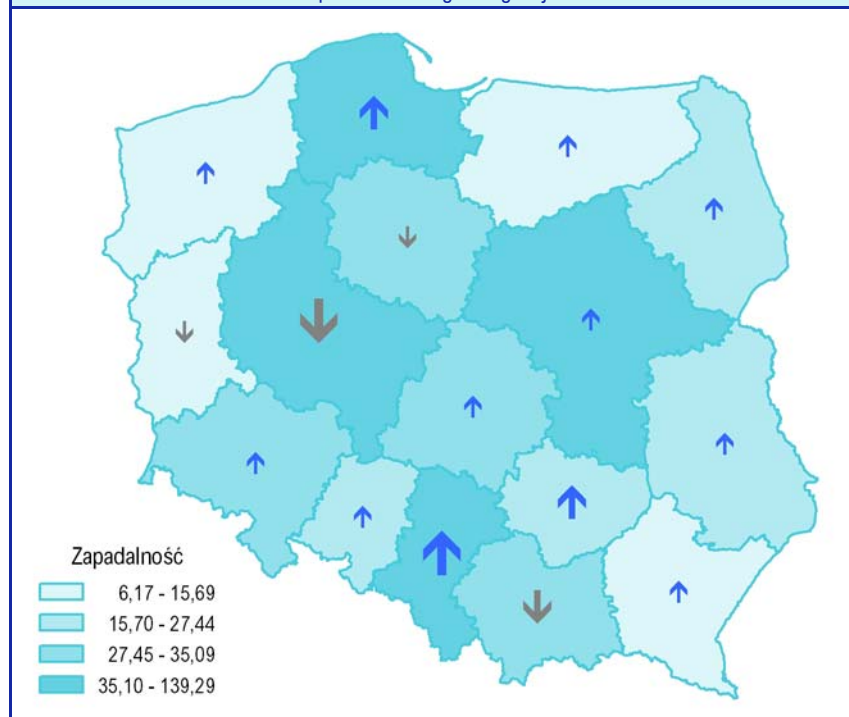 Zapadalność
6,17 - 15,69
15,70 - 27,44
27,45 - 35,09
35,10 - 139,29